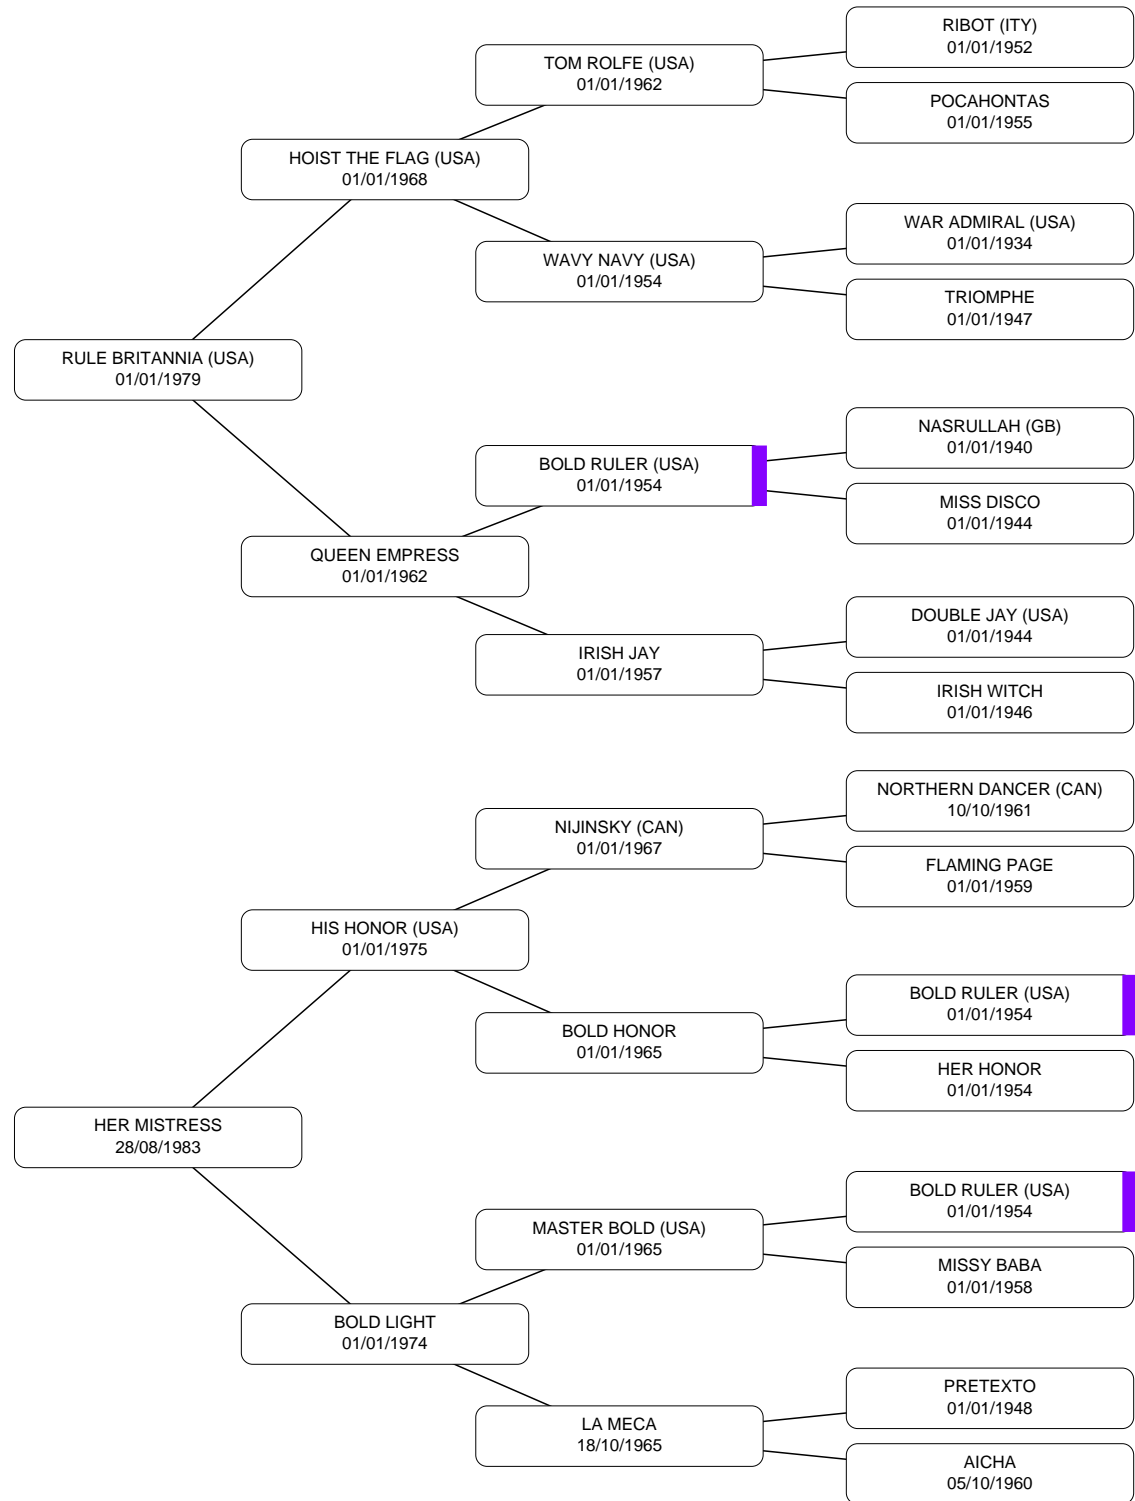 RIBOT (ITY)
01/01/1952
TOM ROLFE (USA)
01/01/1962
POCAHONTAS
01/01/1955
HOIST THE FLAG (USA)
01/01/1968
WAR ADMIRAL (USA)
01/01/1934
WAVY NAVY (USA)
01/01/1954
TRIOMPHE
01/01/1947
RULE BRITANNIA (USA)
01/01/1979
NASRULLAH (GB)
01/01/1940
BOLD RULER (USA)
01/01/1954
MISS DISCO
01/01/1944
QUEEN EMPRESS
01/01/1962
DOUBLE JAY (USA)
01/01/1944
IRISH JAY
01/01/1957
IRISH WITCH
01/01/1946
NORTHERN DANCER (CAN)
10/10/1961
NIJINSKY (CAN)
01/01/1967
FLAMING PAGE
01/01/1959
HIS HONOR (USA)
01/01/1975
BOLD RULER (USA)
01/01/1954
BOLD HONOR
01/01/1965
HER HONOR
01/01/1954
HER MISTRESS
28/08/1983
BOLD RULER (USA)
01/01/1954
MASTER BOLD (USA)
01/01/1965
MISSY BABA
01/01/1958
BOLD LIGHT
01/01/1974
PRETEXTO
01/01/1948
LA MECA
18/10/1965
AICHA
05/10/1960